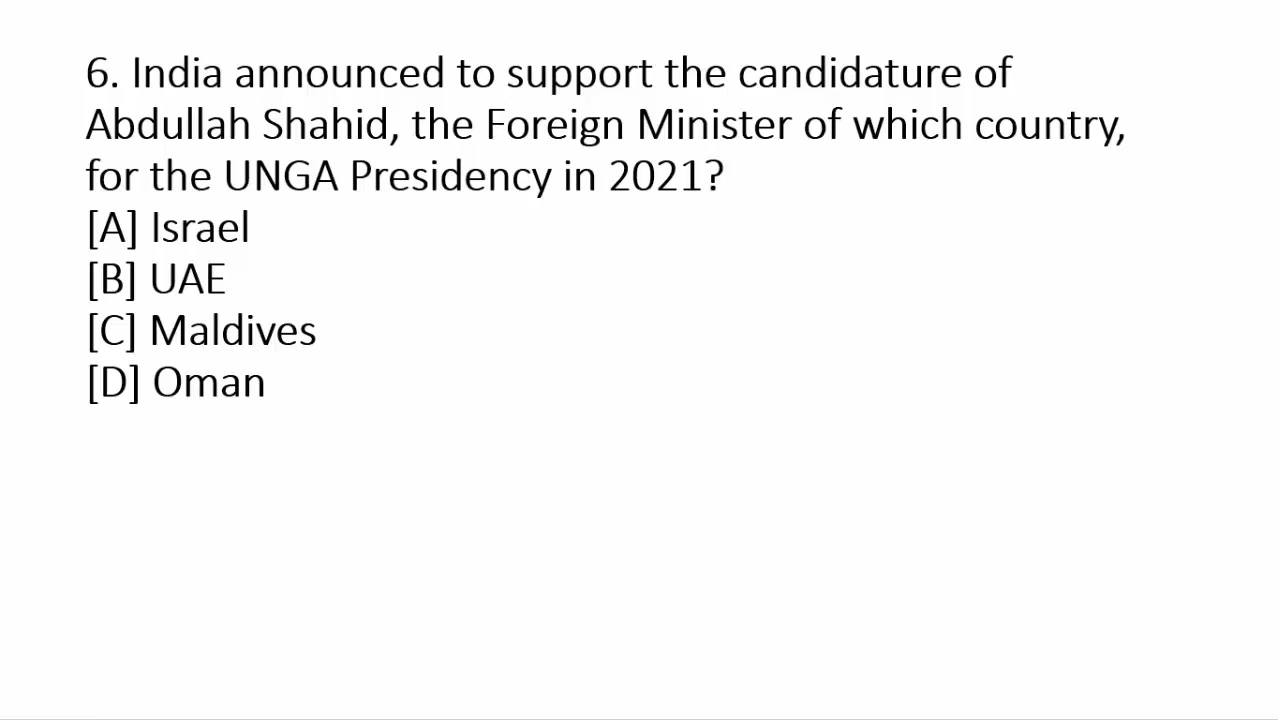 6. India announced to support the candidature of
Abdullah Shahid, the Foreign Minister of which country,
for the UNGA Presidency in 2021?
[A] Israel
[B] UAE
[C] Maldives
[D] Oman